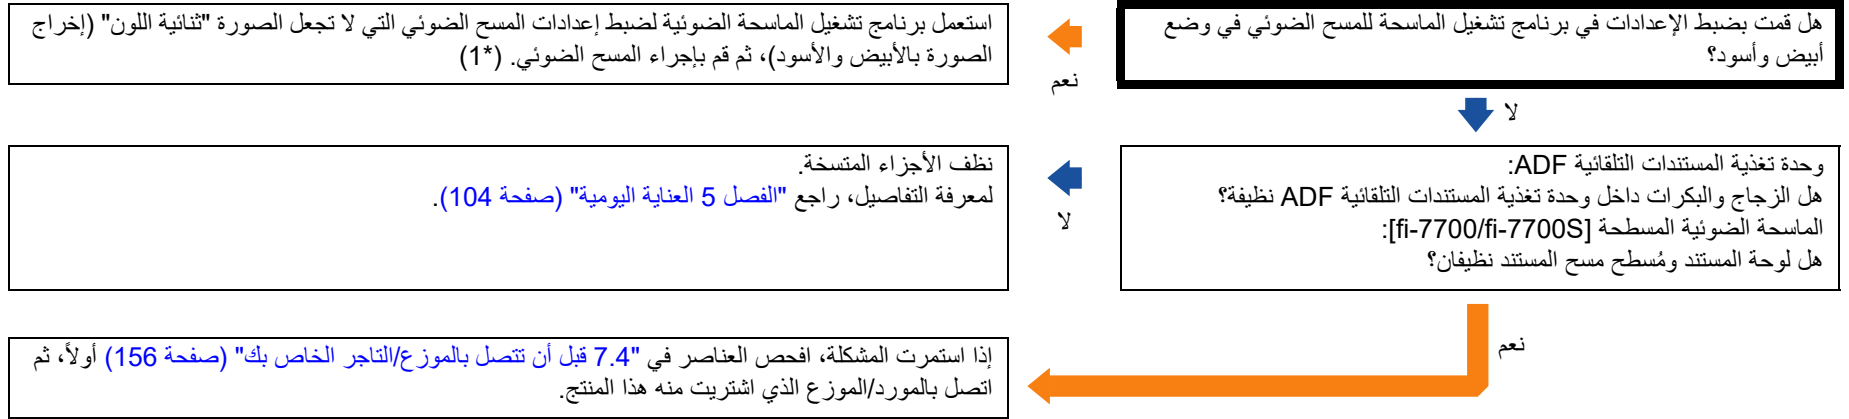 هل قمت بضبط الإعدادات في برنامج تشغيل الماسحة للمسح الضوئي في وضع
أبيض وأسود؟
نعم
استعمل برنامج تشغيل الماسحة الضوئية لضبط إعدادات المسح الضوئي التي لا تجعل الصورة "ثنائية اللون" (إخراج
الصورة بالأبيض والأسود)، ثم قم بإجراء المسح الضوئي. (*1)
لا
وحدة تغذية المستندات التلقائية ADF:
هل الزجاج والبكرات داخل وحدة تغذية المستندات التلقائية ADF نظيفة؟
الماسحة الضوئية المسطحة [fi-7700/fi-7700S]:
هل لوحة المستند ومُسطح مسح المستند نظيفان؟
لا
نظف الأجزاء المتسخة.
لمعرفة التفاصيل، راجع "الفصل 5 العناية اليومية" (صفحة 104).
نعم
إذا استمرت المشكلة، افحص العناصر في "7.4 قبل أن تتصل بالموزع/التاجر الخاص بك" (صفحة 156) أولاً، ثم
اتصل بالمورد/الموزع الذي اشتريت منه هذا المنتج.